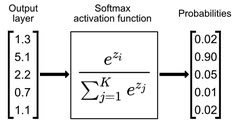 Output layer
Softmax activation function
Probabilities
1.3
5.1
2.2
0.7
1.1
e^{z_i}
∑_{j=1}^{K} e^{z_j}
0.02
0.90
0.05
0.01
0.02